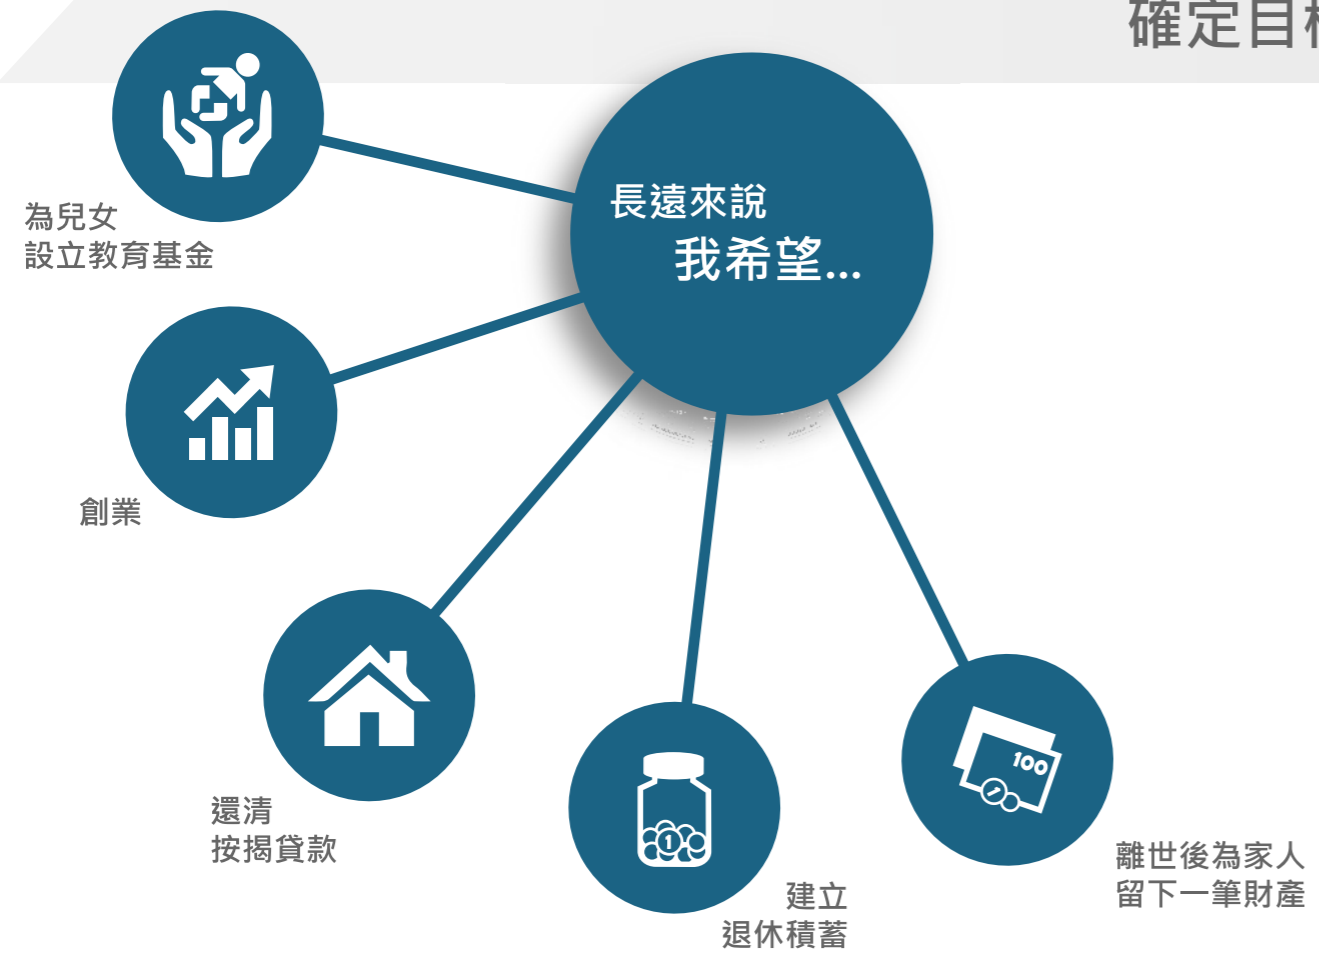 確定目標
長遠來說
我希望...
為兒女
設立教育基金
創業
還清
按揭貸款
建立
退休積蓄
離世後為家人
留下一筆財產
100
1
1